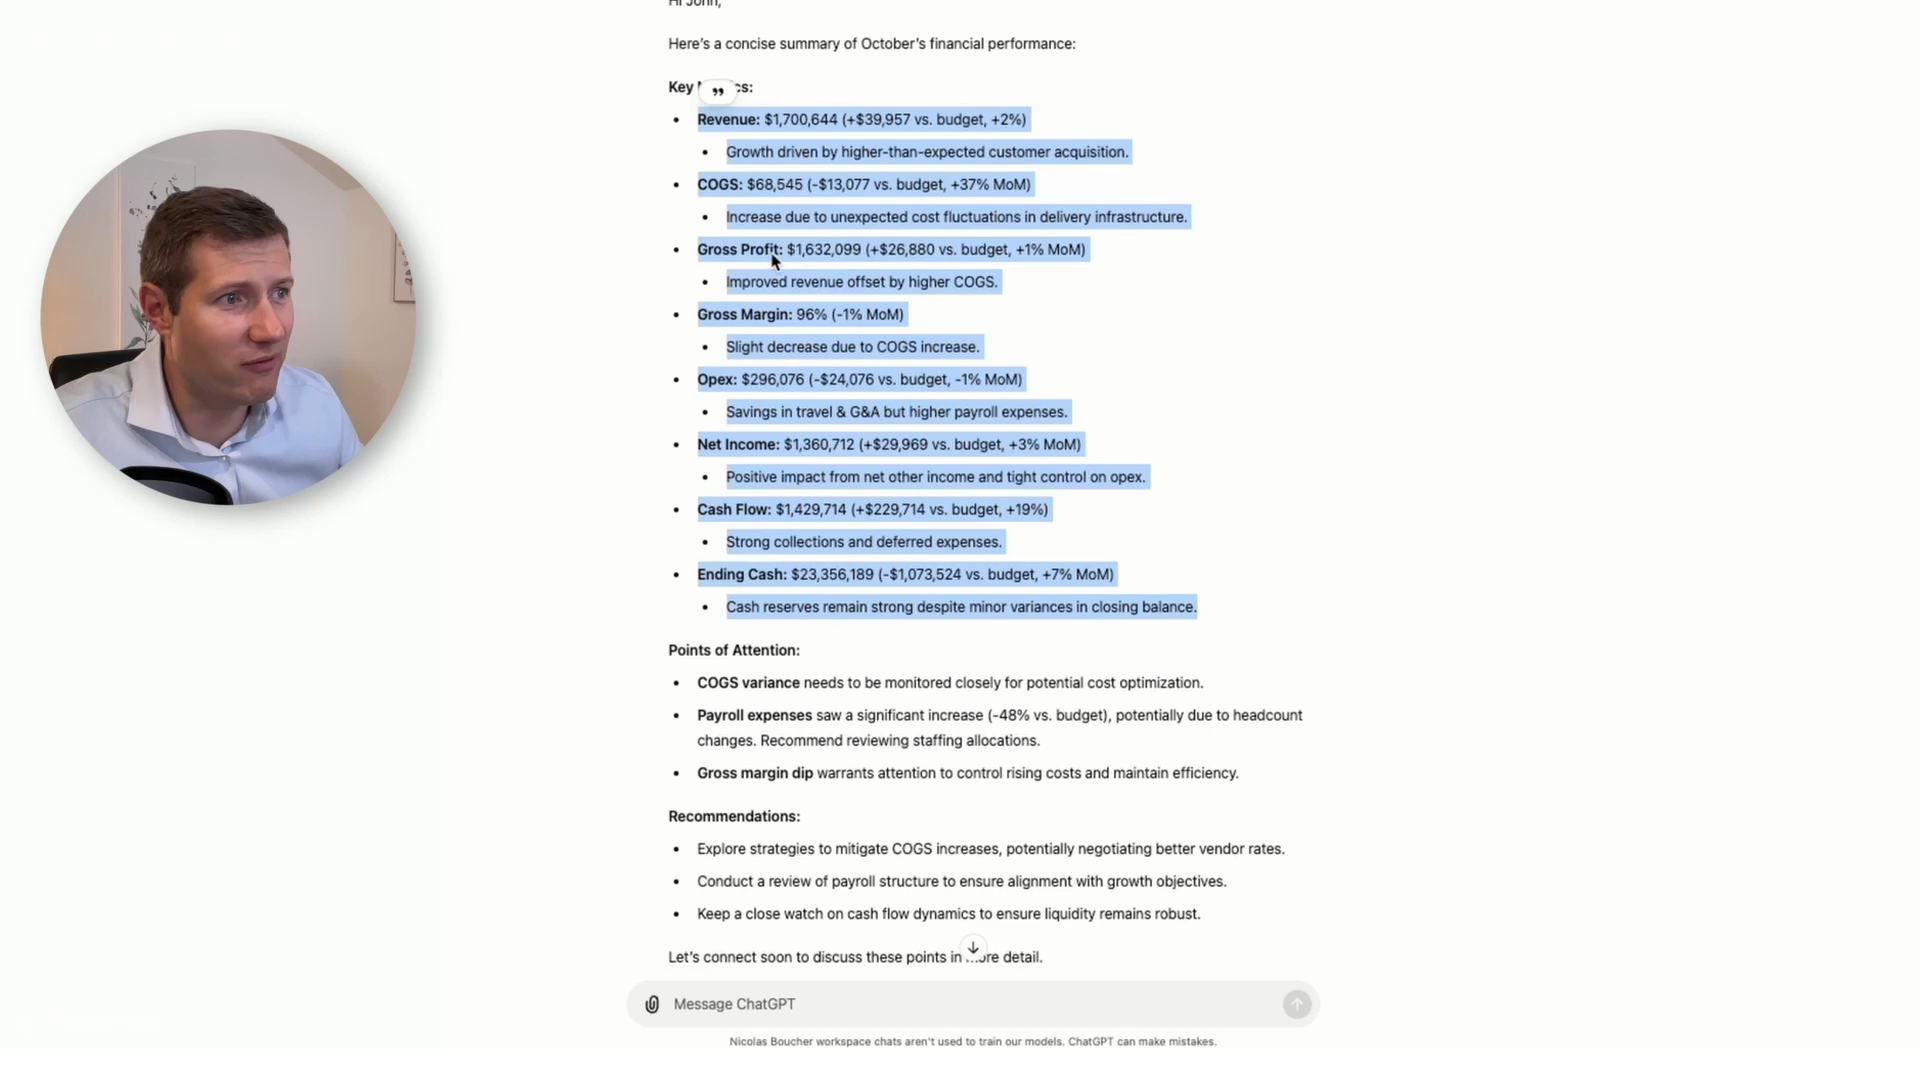 Hi John,
Here's a concise summary of October's financial performance:
Key cs:
Revenue: $1,700,644 (+$39,957 vs. budget, +2%)
Growth driven by higher-than-expected customer acquisition.
COGS: $68,545 (-$13,077 vs. budget, +37% MoM)
Increase due to unexpected cost fluctuations in delivery infrastructure.
Gross Profit: $1,632,099 (+$26,880 vs. budget, +1% MoM)
Improved revenue offset by higher COGS.
Gross Margin: 96% (-1% MoM)
Slight decrease due to COGS increase.
Opex: $296,076 (-$24,076 vs. budget, -1% MoM)
Savings in travel & G&A but higher payroll expenses.
Net Income: $1,360,712 (+$29,969 vs. budget, +3% MoM)
Positive impact from net other income and tight control on opex.
Cash Flow: $1,429,714 (+$229,714 vs. budget, +19%)
Strong collections and deferred expenses.
Ending Cash: $23,356,189 (-$1,073,524 vs. budget, +7% MoM)
Cash reserves remain strong despite minor variances in closing balance.
Points of Attention:
COGS variance needs to be monitored closely for potential cost optimization.
Payroll expenses saw a significant increase (-48% vs. budget), potentially due to headcount
changes. Recommend reviewing staffing allocations.
Gross margin dip warrants attention to control rising costs and maintain efficiency.
Recommendations:
Explore strategies to mitigate COGS increases, potentially negotiating better vendor rates.
Conduct a review of payroll structure to ensure alignment with growth objectives.
Keep a close watch on cash flow dynamics to ensure liquidity remains robust.
Let's connect soon to discuss these points in more detail.
Message ChatGPT
Nicolas Boucher workspace chats aren't used to train our models. ChatGPT can make mistakes.